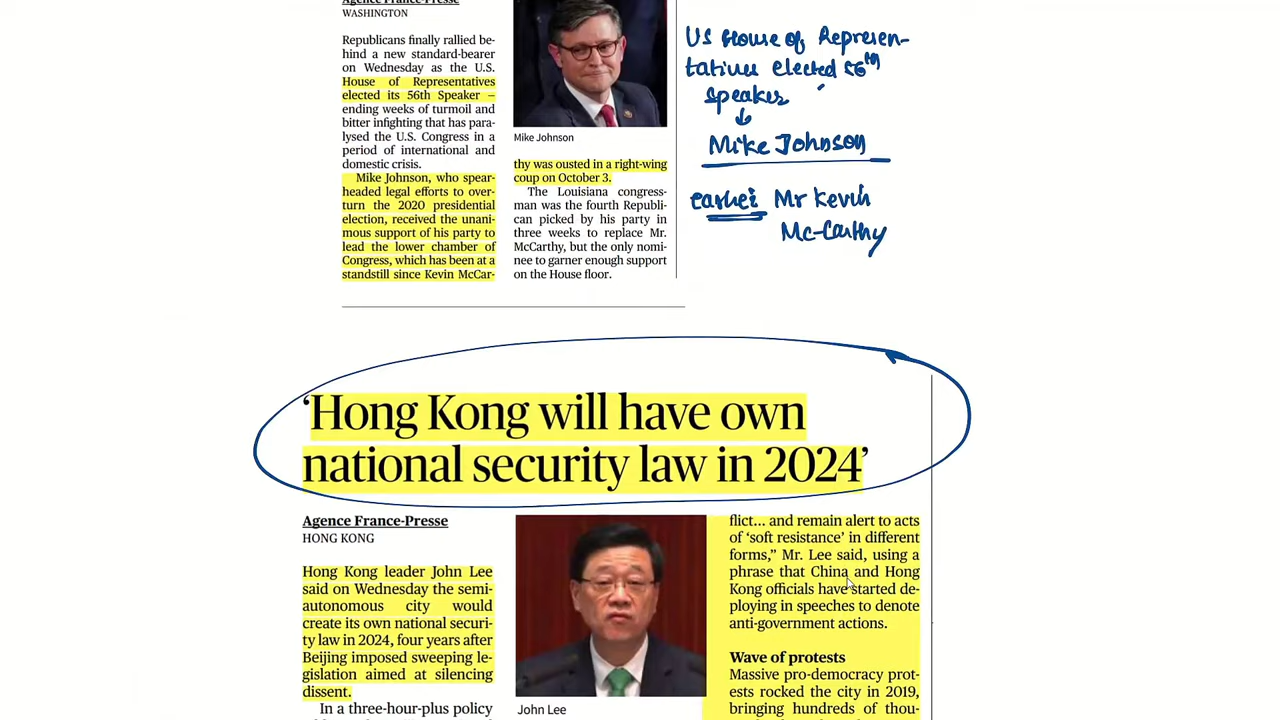 Agence France-Presse
WASHINGTON
Republicans finally rallied be-
hind a new standard-bearer
on Wednesday as the U.S.
House of Representatives
elected its 56th Speaker –
ending weeks of turmoil and
bitter infighting that has para-
lysed the U.S. Congress in a
period of international and
domestic crisis.
Mike Johnson, who spear-
headed legal efforts to over-
turn the 2020 presidential
election, received the unani-
mous support of his party to
lead the lower chamber of
Congress, which has been at a
standstill since Kevin McCar-
Mike Johnson
thy was ousted in a right-wing
coup on October 3.
The Louisiana congress-
man was the fourth Republi-
can picked by his party in
three weeks to replace Mr.
McCarthy, but the only nomi-
nee to garner enough support
on the House floor.
US House of Represen-
tatives elected 56th
speaker
Mike Johnson
earlier Mr Kevin
Mc-Carthy
‘Hong Kong will have own
national security law in 2024’
Agence France-Presse
HONG KONG
Hong Kong leader John Lee
said on Wednesday the semi-
autonomous city would
create its own national securi-
ty law in 2024, four years after
Beijing imposed sweeping le-
gislation aimed at silencing
dissent.
In a three-hour-plus policy
John Lee
flict... and remain alert to acts
of ‘soft resistance’ in different
forms,” Mr. Lee said, using a
phrase that China and Hong
Kong officials have started de-
ploying in speeches to denote
anti-government actions.
Wave of protests
Massive pro-democracy prot-
ests rocked the city in 2019,
bringing hundreds of thou-